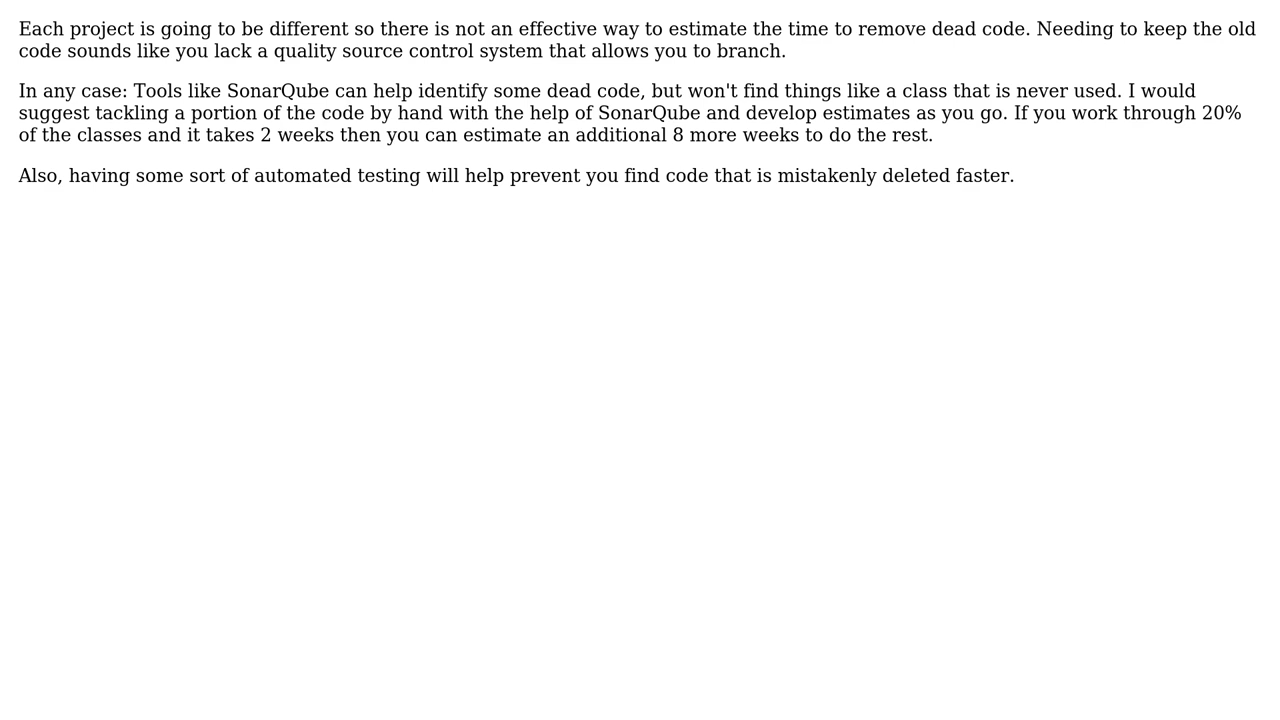 Each project is going to be different so there is not an effective way to estimate the time to remove dead code. Needing to keep the old
code sounds like you lack a quality source control system that allows you to branch.
In any case: Tools like SonarQube can help identify some dead code, but won't find things like a class that is never used. I would
suggest tackling a portion of the code by hand with the help of SonarQube and develop estimates as you go. If you work through 20%
of the classes and it takes 2 weeks then you can estimate an additional 8 more weeks to do the rest.
Also, having some sort of automated testing will help prevent you find code that is mistakenly deleted faster.